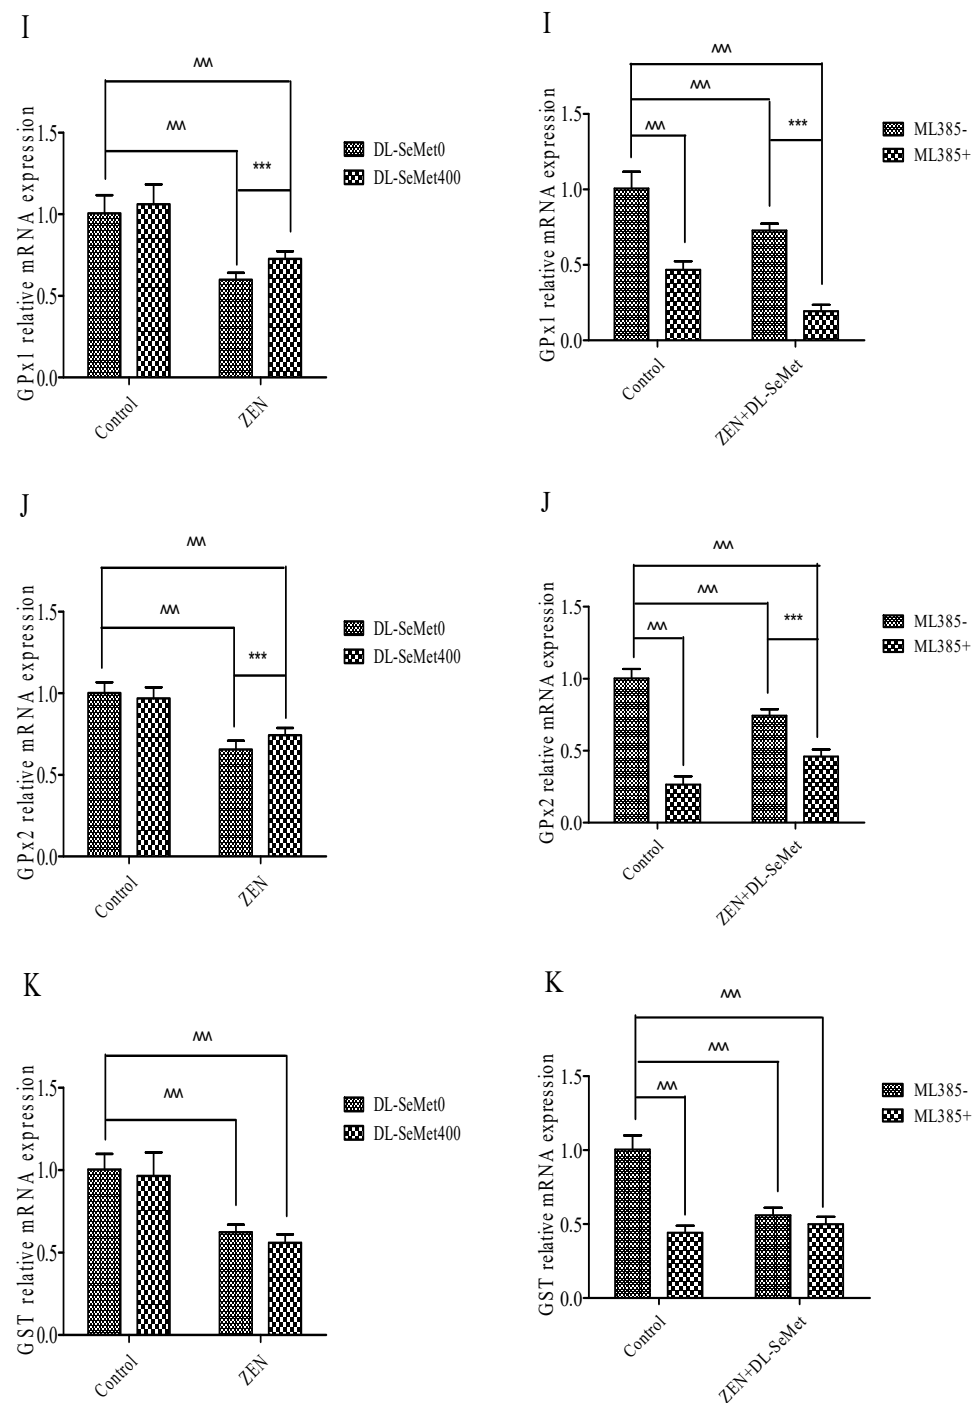 I
^^^
^^^
***
1.5
1.0
0.5
0.0
GPx1 relative mRNA expression
Control
ZEN
DL-SeMet0
DL-SeMet400
I
^^^
^^^
^^^
***
1.5
1.0
0.5
0.0
GPx1 relative mRNA expression
Control
ZEN+DL-SeMet
ML385-
ML385+
J
^^^
^^^
***
1.5
1.0
0.5
0.0
GPx2 relative mRNA expression
Control
ZEN
DL-SeMet0
DL-SeMet400
J
^^^
^^^
^^^
***
1.5
1.0
0.5
0.0
GPx2 relative mRNA expression
Control
ZEN+DL-SeMet
ML385-
ML385+
K
^^^
^^^
1.5
1.0
0.5
0.0
GST relative mRNA expression
Control
ZEN
DL-SeMet0
DL-SeMet400
K
^^^
^^^
^^^
1.5
1.0
0.5
0.0
GST relative mRNA expression
Control
ZEN+DL-SeMet
ML385-
ML385+